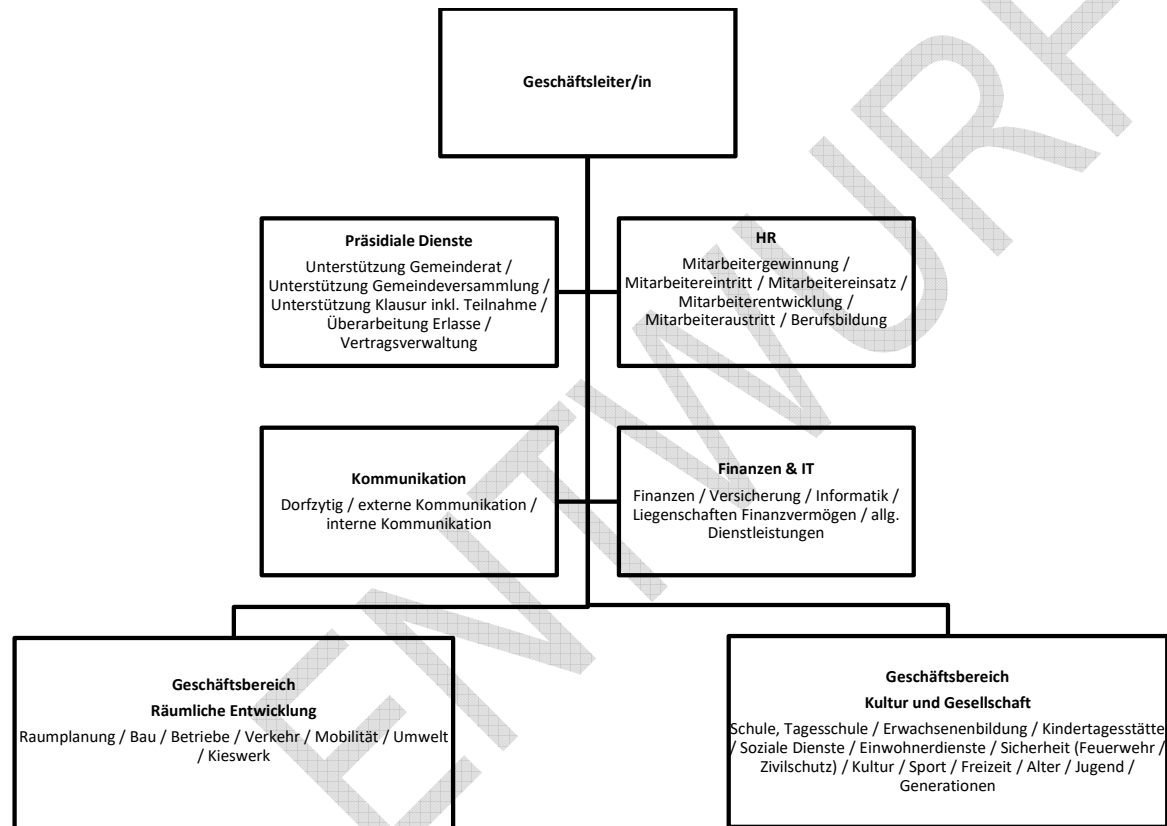 Geschäftsleiter/in
Präsidiale Dienste
Unterstützung Gemeinderat /
Unterstützung Gemeindeversammlung /
Unterstützung Klausur inkl. Teilnahme /
Überarbeitung Erlasse /
Vertragsverwaltung
HR
Mitarbeitergewinnung /
Mitarbeitereintritt / Mitarbeitereinsatz /
Mitarbeiterentwicklung /
Mitarbeiteraustritt / Berufsbildung
Kommunikation
Dorfzytig / externe Kommunikation /
interne Kommunikation
Finanzen & IT
Finanzen / Versicherung / Informatik /
Liegenschaften Finanzvermögen / allg.
Dienstleistungen
Geschäftsbereich
Räumliche Entwicklung
Raumplanung / Bau / Betriebe / Verkehr / Mobilität / Umwelt
/ Kieswerk
Geschäftsbereich
Kultur und Gesellschaft
Schule, Tagesschule / Erwachsenenbildung / Kindertagesstätte
/ Soziale Dienste / Einwohnerdienste / Sicherheit (Feuerwehr /
Zivilschutz) / Kultur / Sport / Freizeit / Alter / Jugend /
Generationen
ENTWURF